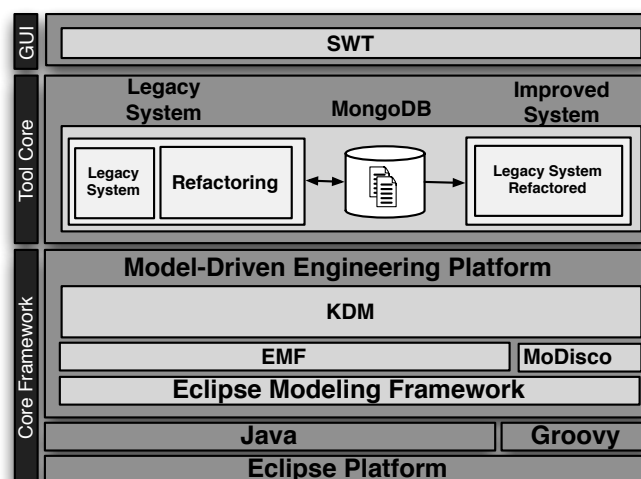 GUI
SWT
Tool Core
Legacy
System
MongoDB
Improved
System
Legacy
System
Refactoring
Legacy System
Refactored
Core Framework
Model-Driven Engineering Platform
KDM
EMF
MoDisco
Eclipse Modeling Framework
Java
Groovy
Eclipse Platform